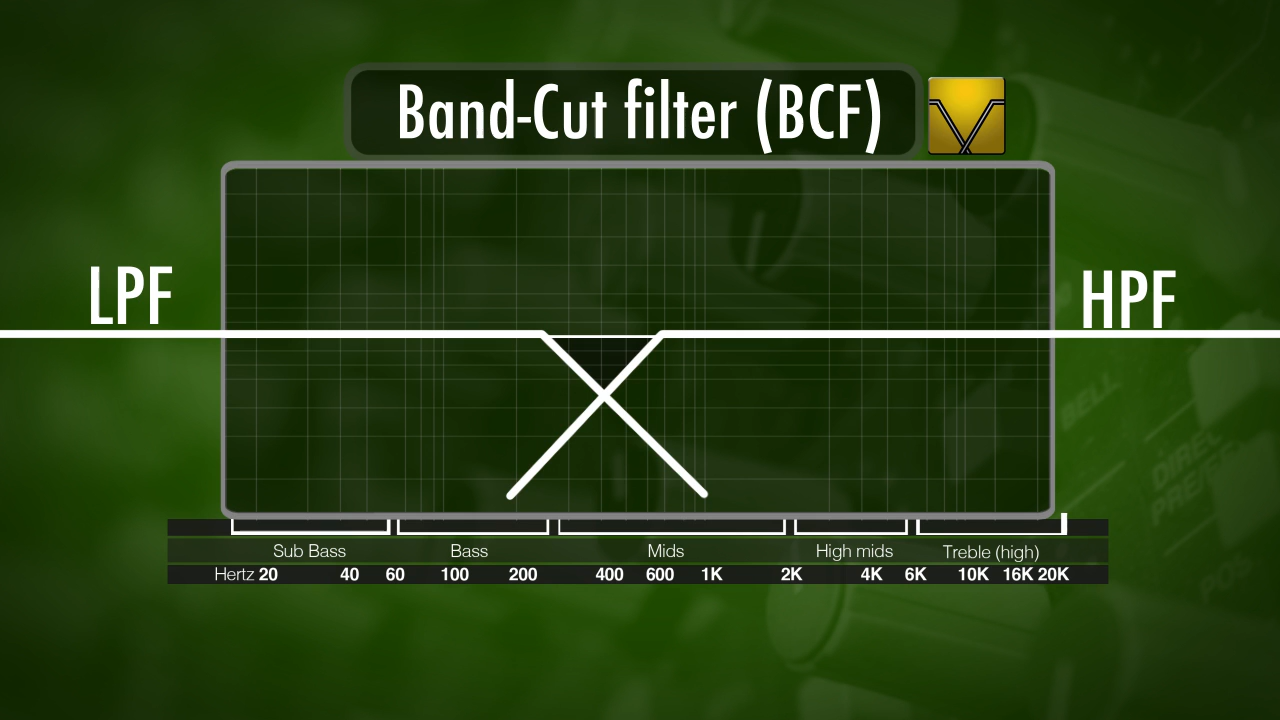 Band-Cut filter (BCF)
LPF
HPF
BELL
Sub Bass Bass Mids High mids Treble (high)
Hertz 20 40 60 100 200 400 600 1K 2K 4K 6K 10K 16K 20K